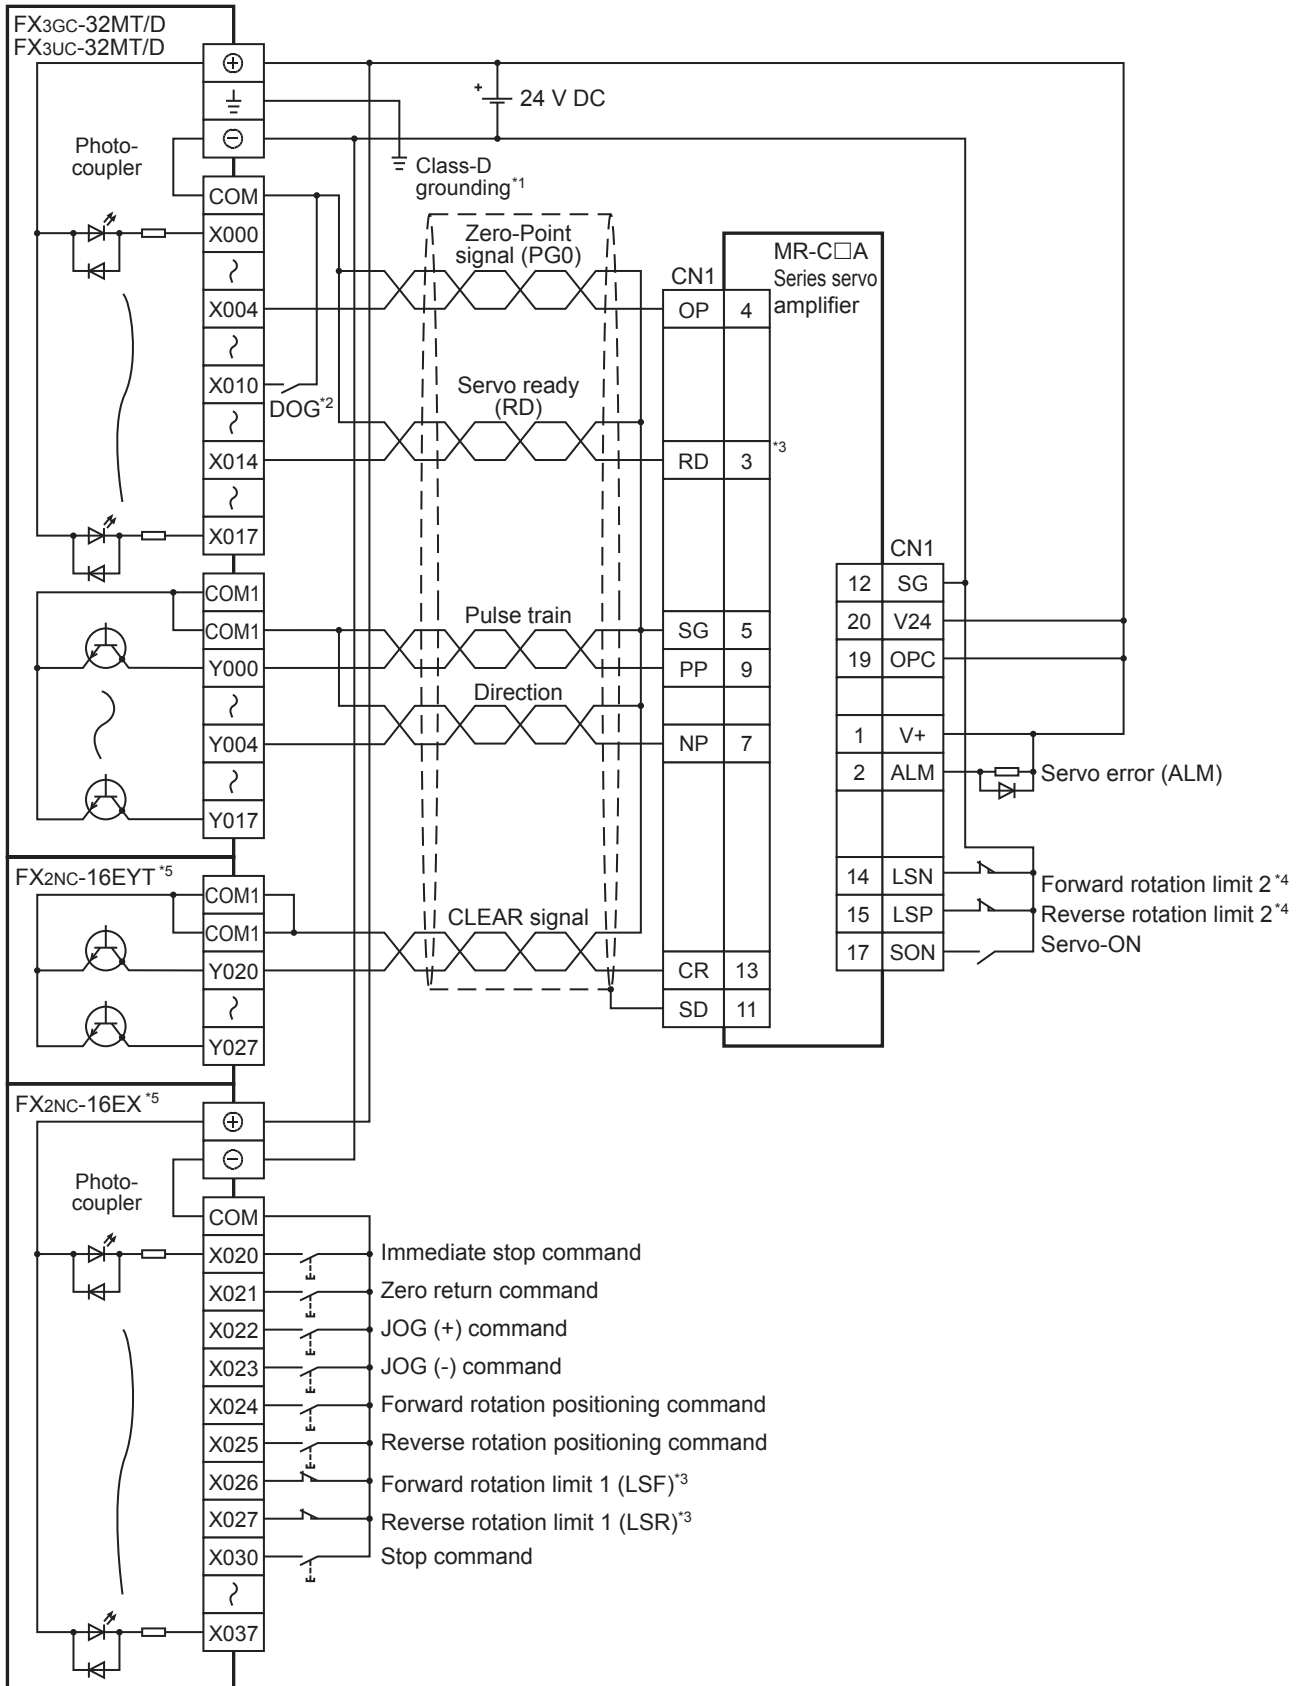 FX3GC-32MT/D
FX3UC-32MT/D
⊕
⊖
24 V DC
Photo-
coupler
Class-D
grounding*1
COM
X000
X004
X010
X014
X017
DOG*2
Zero-Point
signal (PG0)
Servo ready
(RD)
CN1
MR-C□A
Series servo
amplifier
OP 4
RD 3 *3
COM1
COM1
Y000
Y004
Y017
Pulse train
Direction
SG 5
PP 9
NP 7
CN1
12 SG
20 V24
19 OPC
1 V+
2 ALM
Servo error (ALM)
14 LSN
Forward rotation limit 2*4
15 LSP
Reverse rotation limit 2*4
17 SON
Servo-ON
FX2NC-16EYT *5
COM1
COM1
Y020
Y027
CLEAR signal
CR 13
SD 11
FX2NC-16EX *5
⊕
⊖
Photo-
coupler
COM
X020 Immediate stop command
X021 Zero return command
X022 JOG (+) command
X023 JOG (-) command
X024 Forward rotation positioning command
X025 Reverse rotation positioning command
X026 Forward rotation limit 1 (LSF)*3
X027 Reverse rotation limit 1 (LSR)*3
X030 Stop command
X037